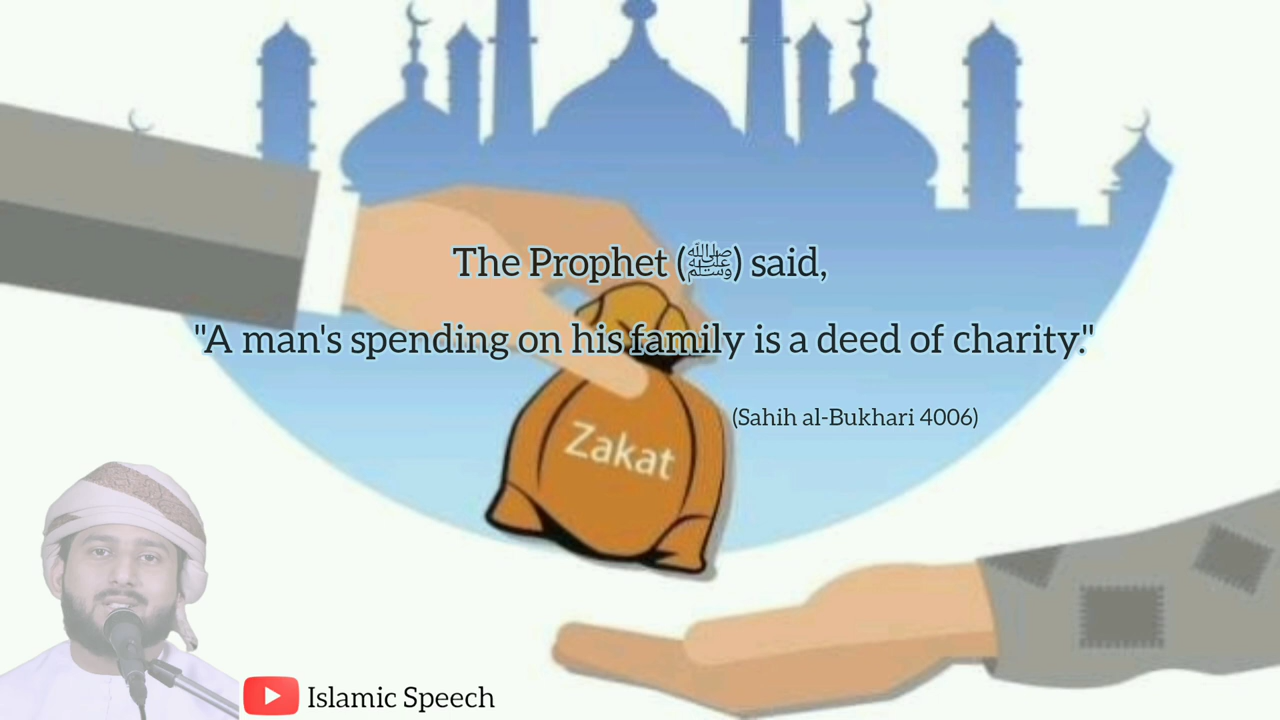 The Prophet (ﷺ) said,
"A man's spending on his family is a deed of charity."
(Sahih al-Bukhari 4006)
Zakat
Islamic Speech